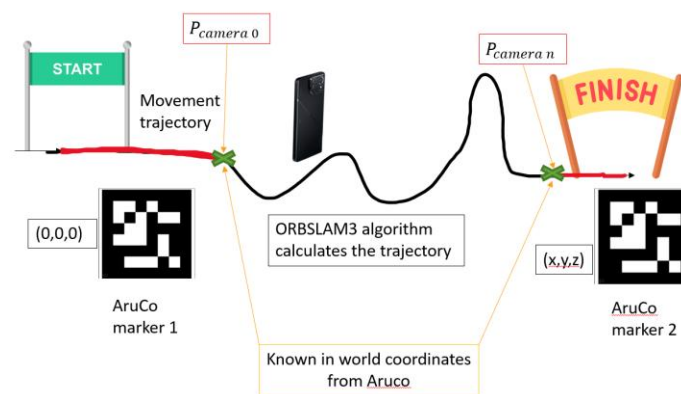 P_camera 0
START
Movement
trajectory
P_camera n
FINISH
(0,0,0)
ORBSLAM3 algorithm
calculates the trajectory
(x,y,z)
AruCo
marker 1
AruCo
marker 2
Known in world coordinates
from Aruco